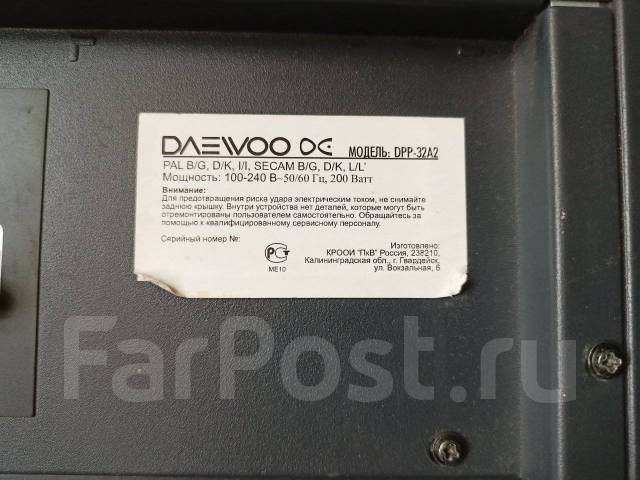 DAEWOO DE МОДЕЛЬ: DPP-32A2
PAL B/G, D/K, I/I, SECAM B/G, D/K, L/L'
Мощность: 100-240 В~50/60 Гц, 200 Ватт
Внимание:
Для предотвращения риска удара электрическим током, не снимайте
заднюю крышку. Внутри устройства нет деталей, которые могут быть
отремонтированы пользователем самостоятельно. Обращайтесь за
помощью к квалифицированному сервисному персоналу.
Серийный номер №:
РСТ
МЕ10
Изготовлено:
КРООИ "ПкВ" Россия, 238210,
Калининградская обл., г. Гвардейск,
ул. Вокзальная, 6
FarPost.ru